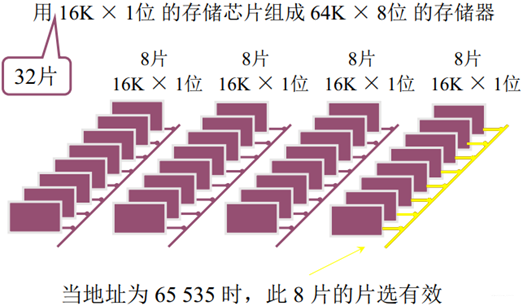 用 16K × 1位 的存储芯片组成 64K × 8位 的存储器
32片
8片 8片 8片 8片
16K × 1位 16K × 1位 16K × 1位 16K × 1位
当地址为 65 535 时，此 8 片的片选有效